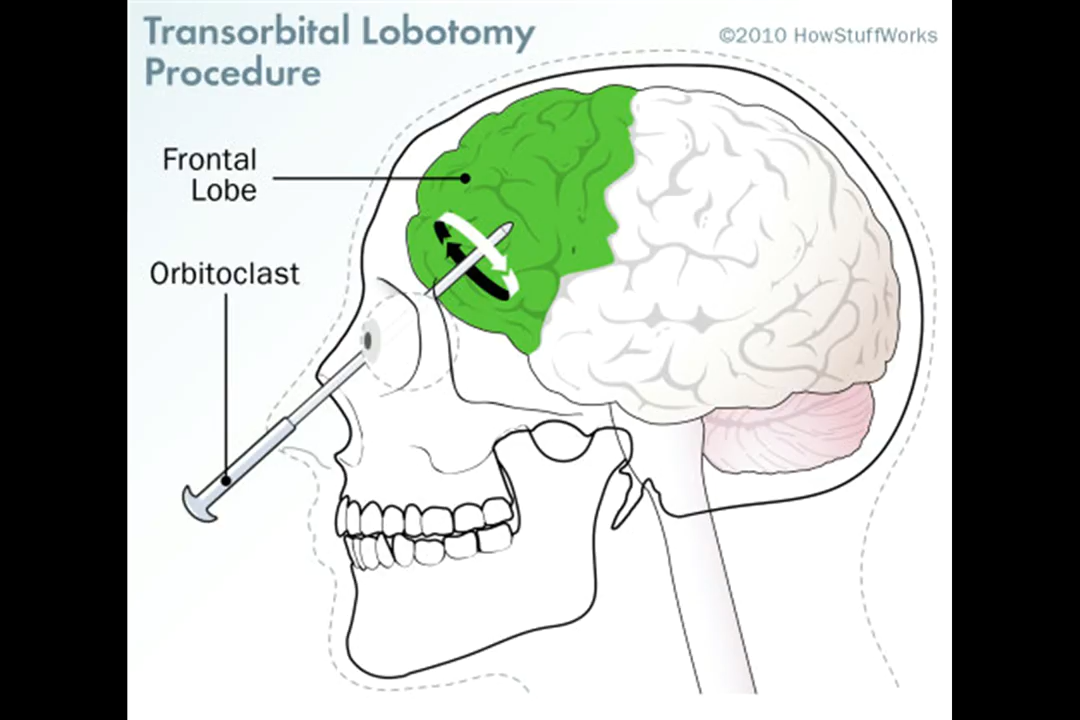 Transorbital Lobotomy
Procedure
©2010 HowStuffWorks
Frontal
Lobe
Orbitoclast